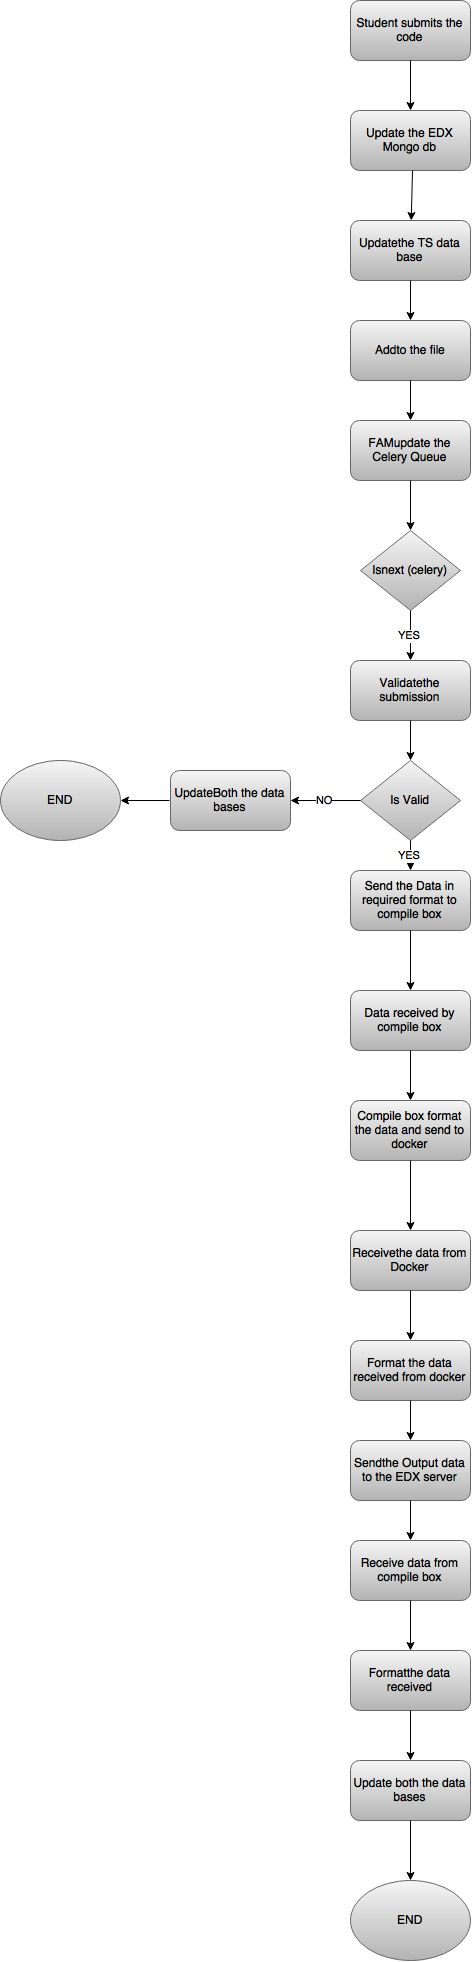 Student submits the
code
Update the EDX
Mongo db
Updatethe TS data
base
Addto the file
FAMupdate the
Celery Queue
Isnext (celery)
YES
Validatethe
submission
END
UpdateBoth the data
bases
NO
Is Valid
YES
Send the Data in
required format to
compile box
Data received by
compile box
Compile box format
the data and send to
docker
Receivethe data from
Docker
Format the data
received from docker
Sendthe Output data
to the EDX server
Receive data from
compile box
Formatthe data
received
Update both the data
bases
END